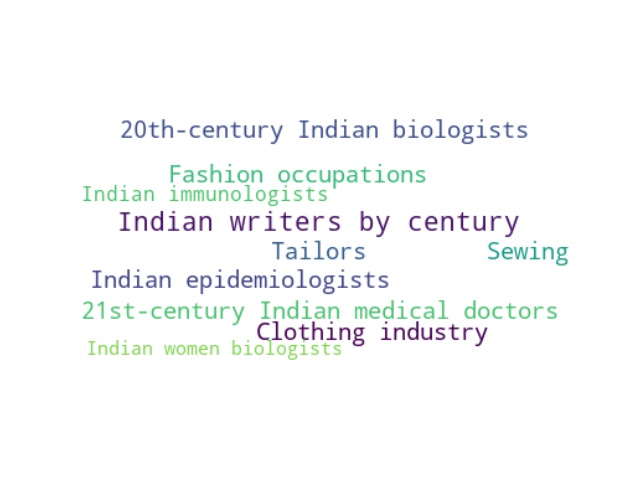 20th-century Indian biologists
Fashion occupations
Indian immunologists
Indian writers by century
Tailors
Sewing
Indian epidemiologists
21st-century Indian medical doctors
Clothing industry
Indian women biologists